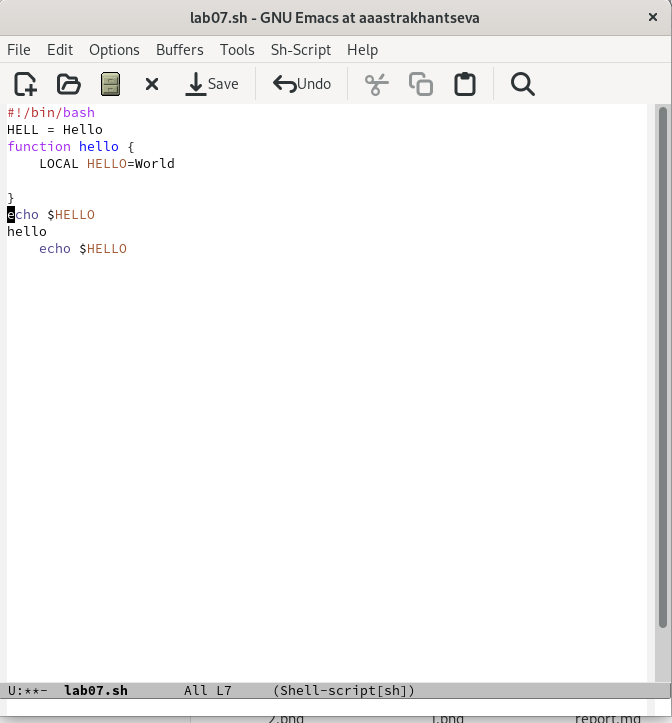 lab07.sh - GNU Emacs at aaastrakhantseva
File Edit Options Buffers Tools Sh-Script Help
Save Undo
#!/bin/bash
HELL = Hello
function hello {
    LOCAL HELLO=World
}
echo $HELLO
hello
    echo $HELLO
U:**-  lab07.sh       All L7     (Shell-script[sh])
2.png 1.png report.md